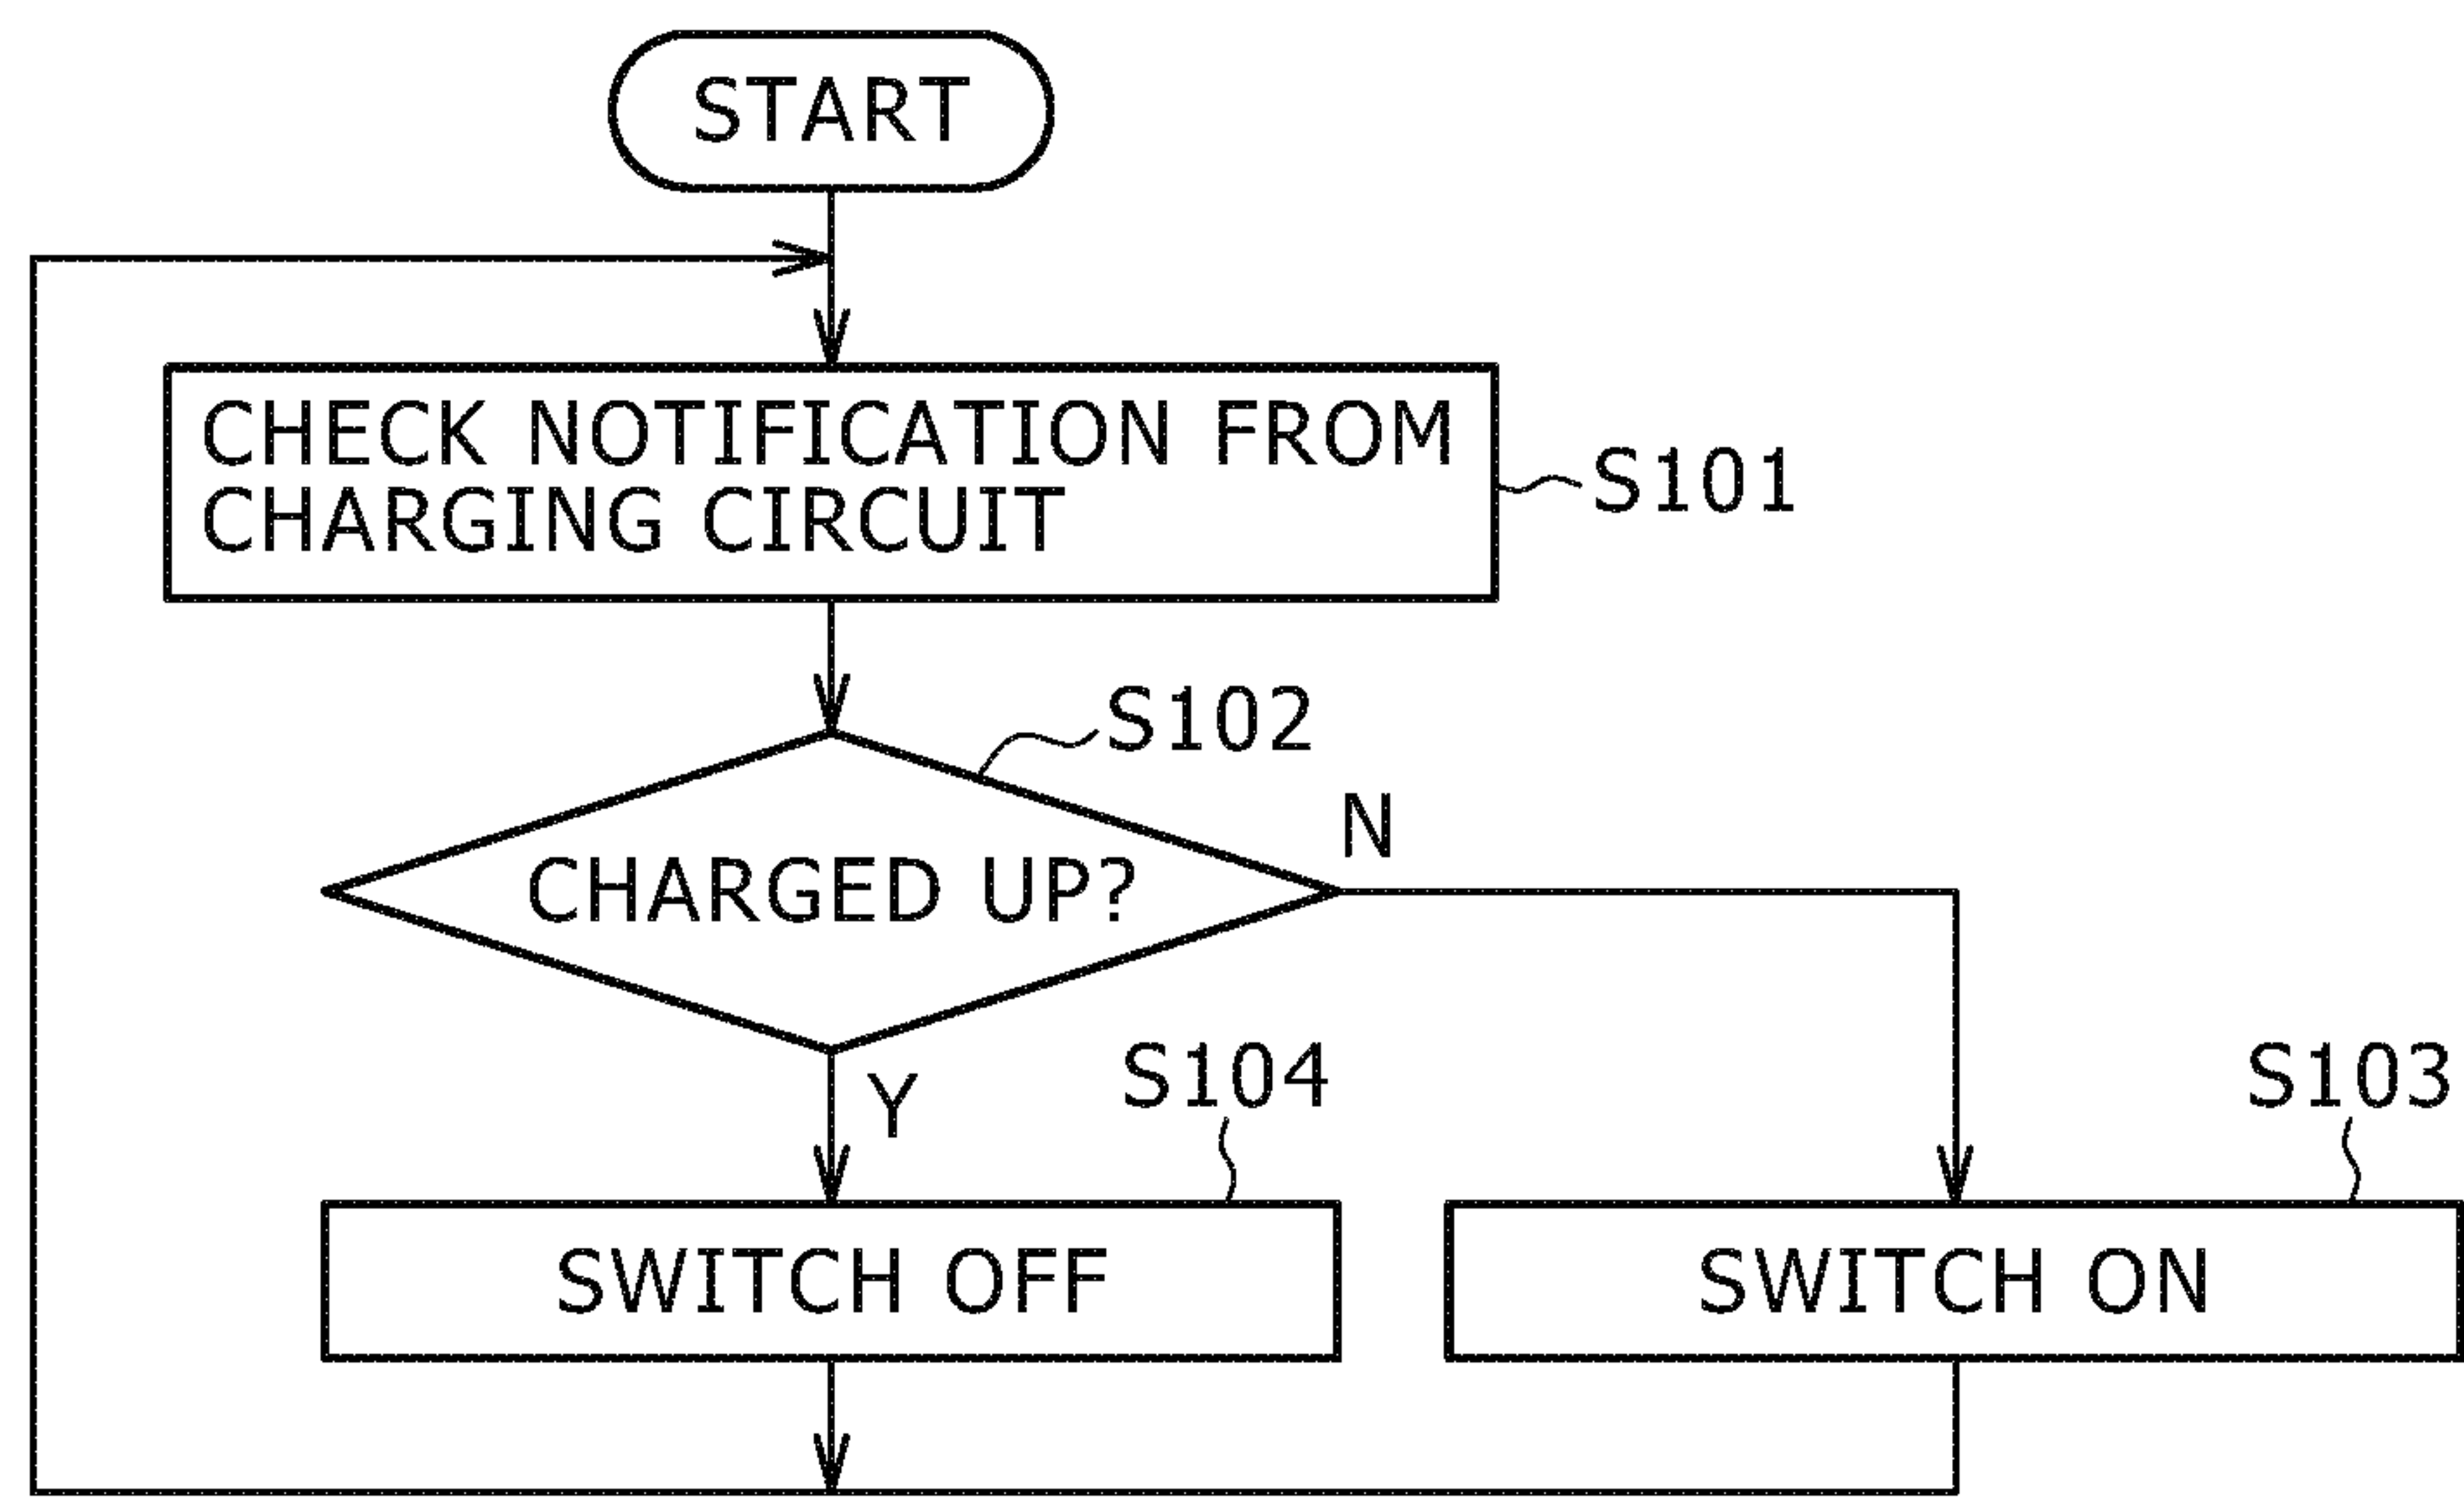 START
CHECK NOTIFICATION FROM
CHARGING CIRCUIT
S101
S102
CHARGED UP?
N
Y
S104
S103
SWITCH OFF
SWITCH ON